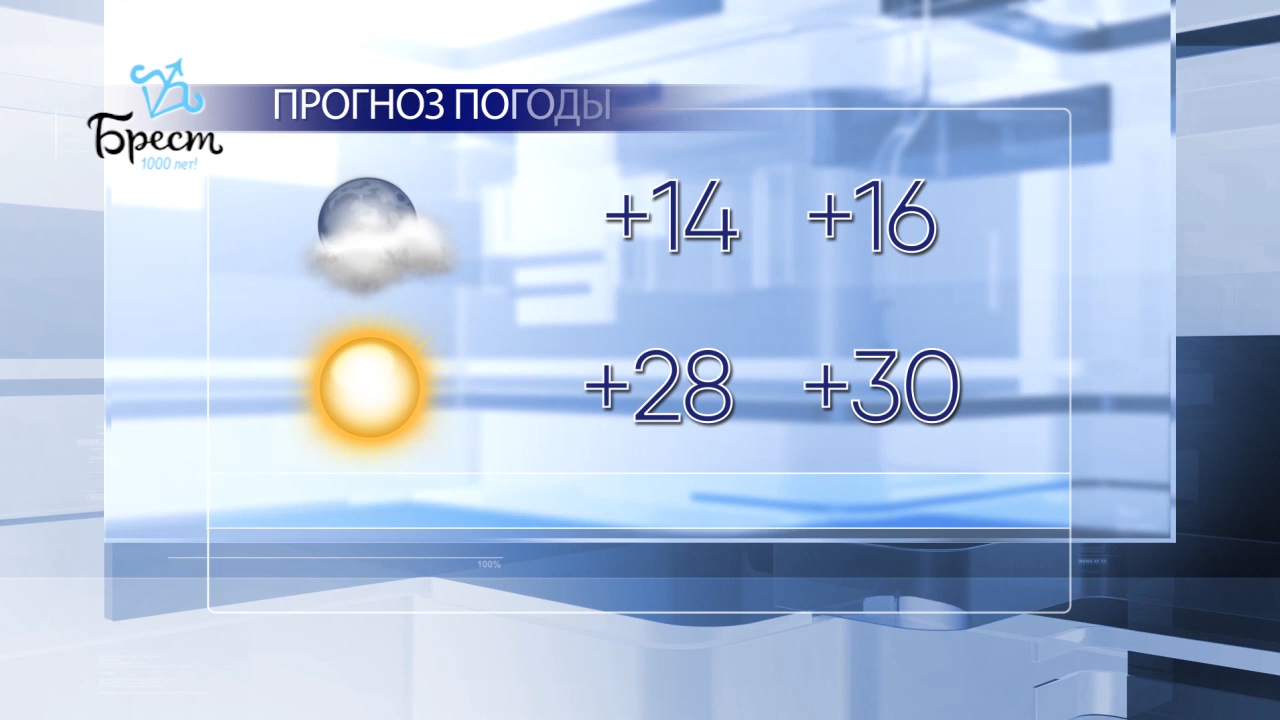 ПРОГНОЗ ПОГОДЫ
Брест
1000 лет!
+14 +16
+28 +30
100%